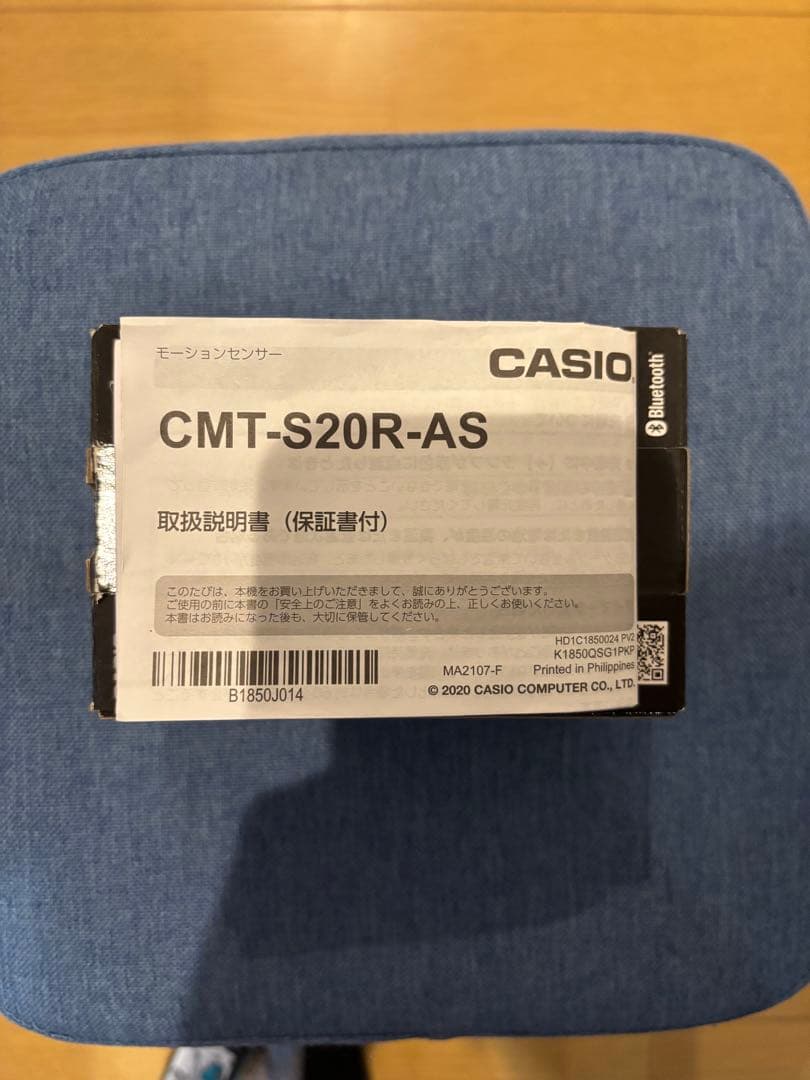 モーションセンサー
CASIO
CMT-S20R-AS
取扱説明書（保証書付）
このたびは、本機をお買い上げいただきまして、誠にありがとうございます。
ご使用の前に本書の「安全上のご注意」をよくお読みの上、正しくお使いください。
本書はお読みになった後も、大切に保管してください。
B1850J014
HD1C1850024 PV2
K1850QSG1PKP
MA2107-F Printed in Philippines
© 2020 CASIO COMPUTER CO., LTD.
Bluetooth